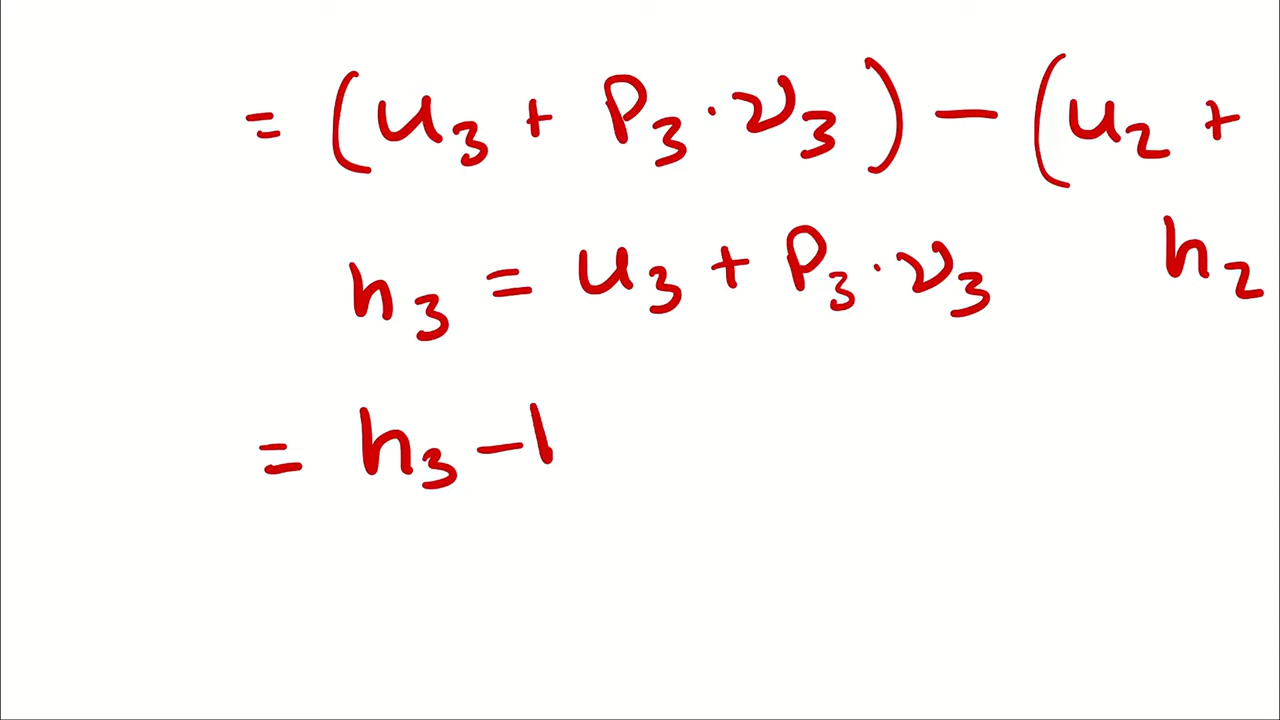 = (u₃ + P₃ · v₃) − (u₂ +
h₃ = u₃ + P₃ · v₃ h₂
= h₃ − l